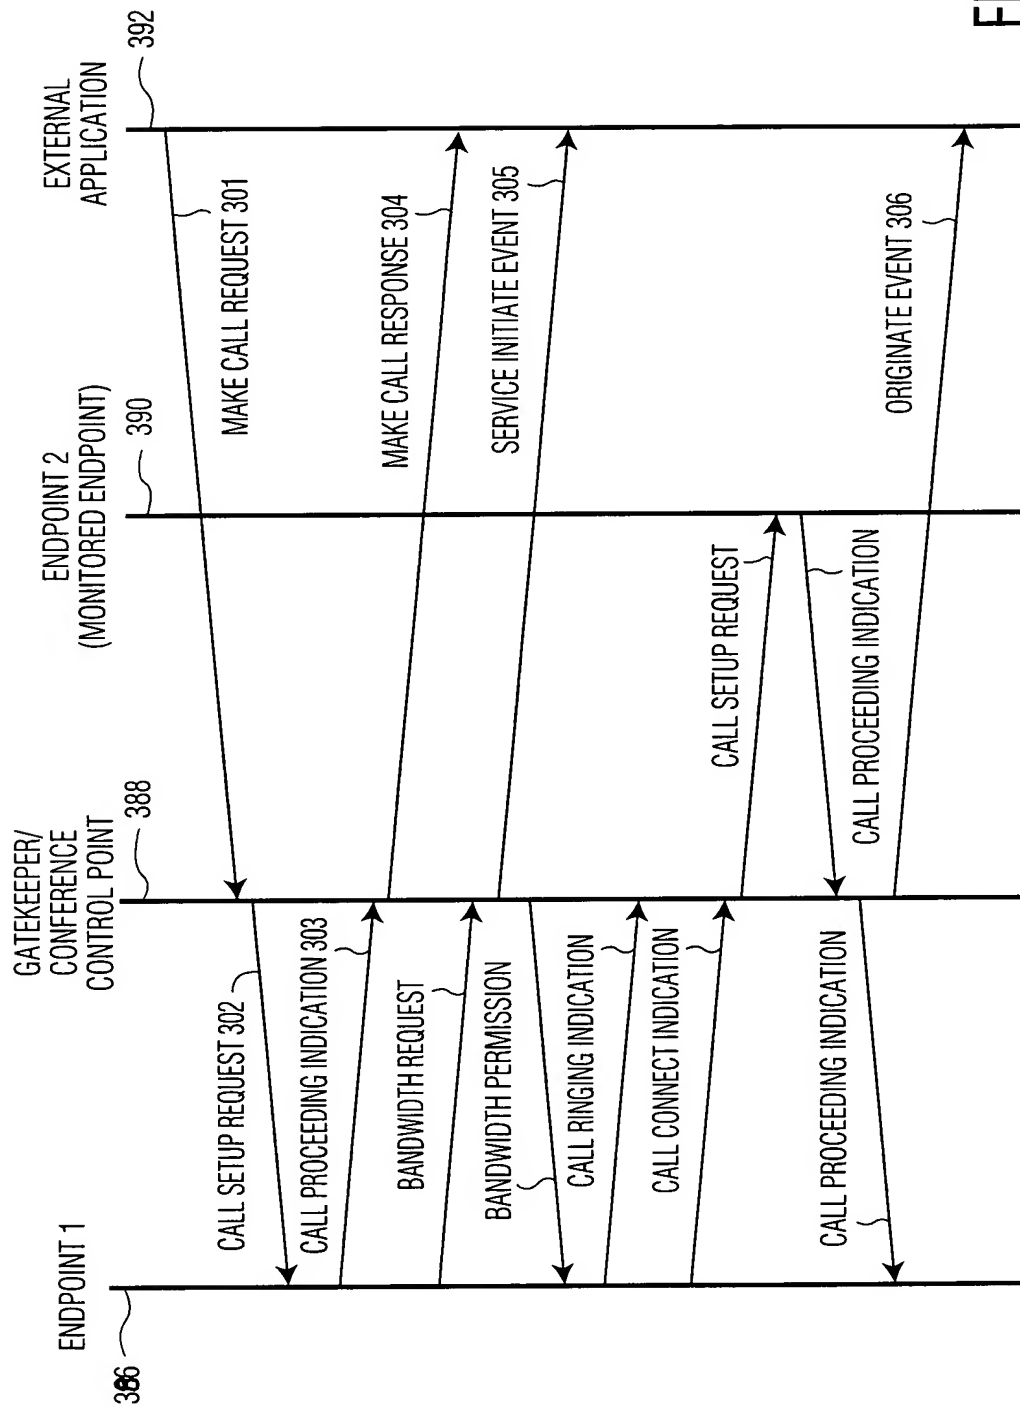 ENDPOINT 1
386
GATEKEEPER/
CONFERENCE
CONTROL POINT
388
ENDPOINT 2
(MONITORED ENDPOINT)
390
EXTERNAL
APPLICATION
392
MAKE CALL REQUEST 301
CALL SETUP REQUEST 302
CALL PROCEEDING INDICATION 303
MAKE CALL RESPONSE 304
BANDWIDTH REQUEST
SERVICE INITIATE EVENT 305
BANDWIDTH PERMISSION
CALL RINGING INDICATION
CALL CONNECT INDICATION
CALL SETUP REQUEST
CALL PROCEEDING INDICATION
CALL PROCEEDING INDICATION
ORIGINATE EVENT 306